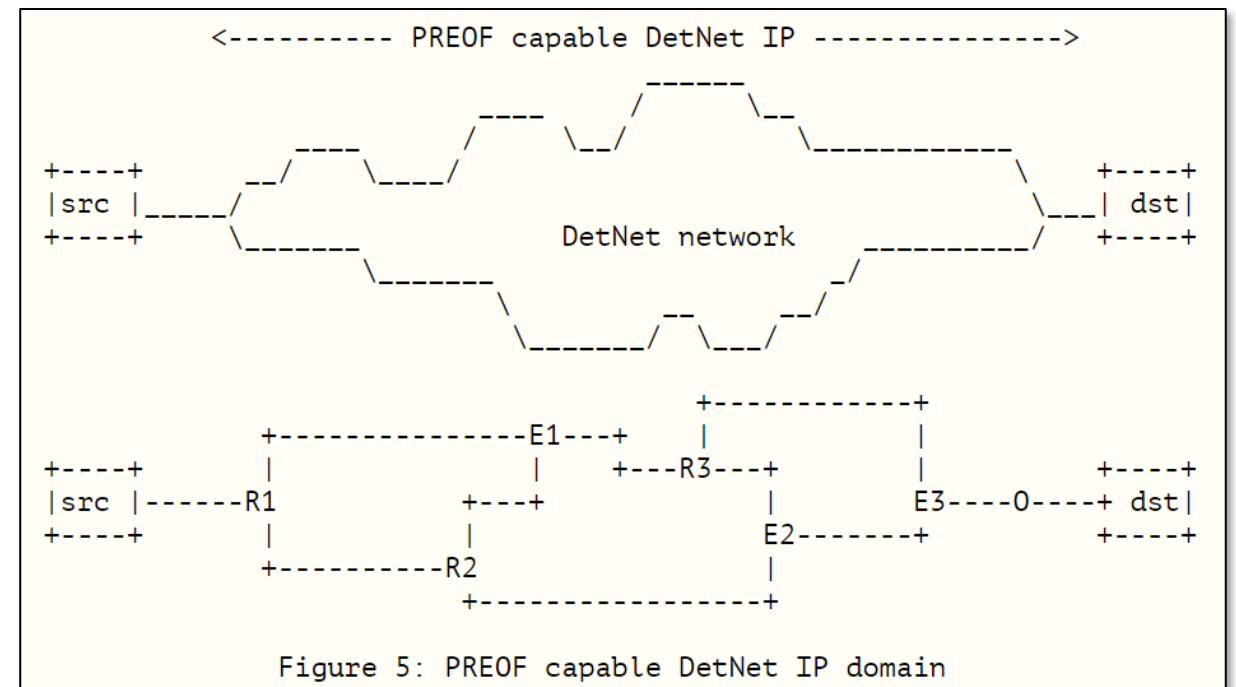 <---------- PREOF capable DetNet IP --------------->
src
dst
DetNet network
E1
R3
src
R1
E3
O
dst
E2
R2
Figure 5: PREOF capable DetNet IP domain